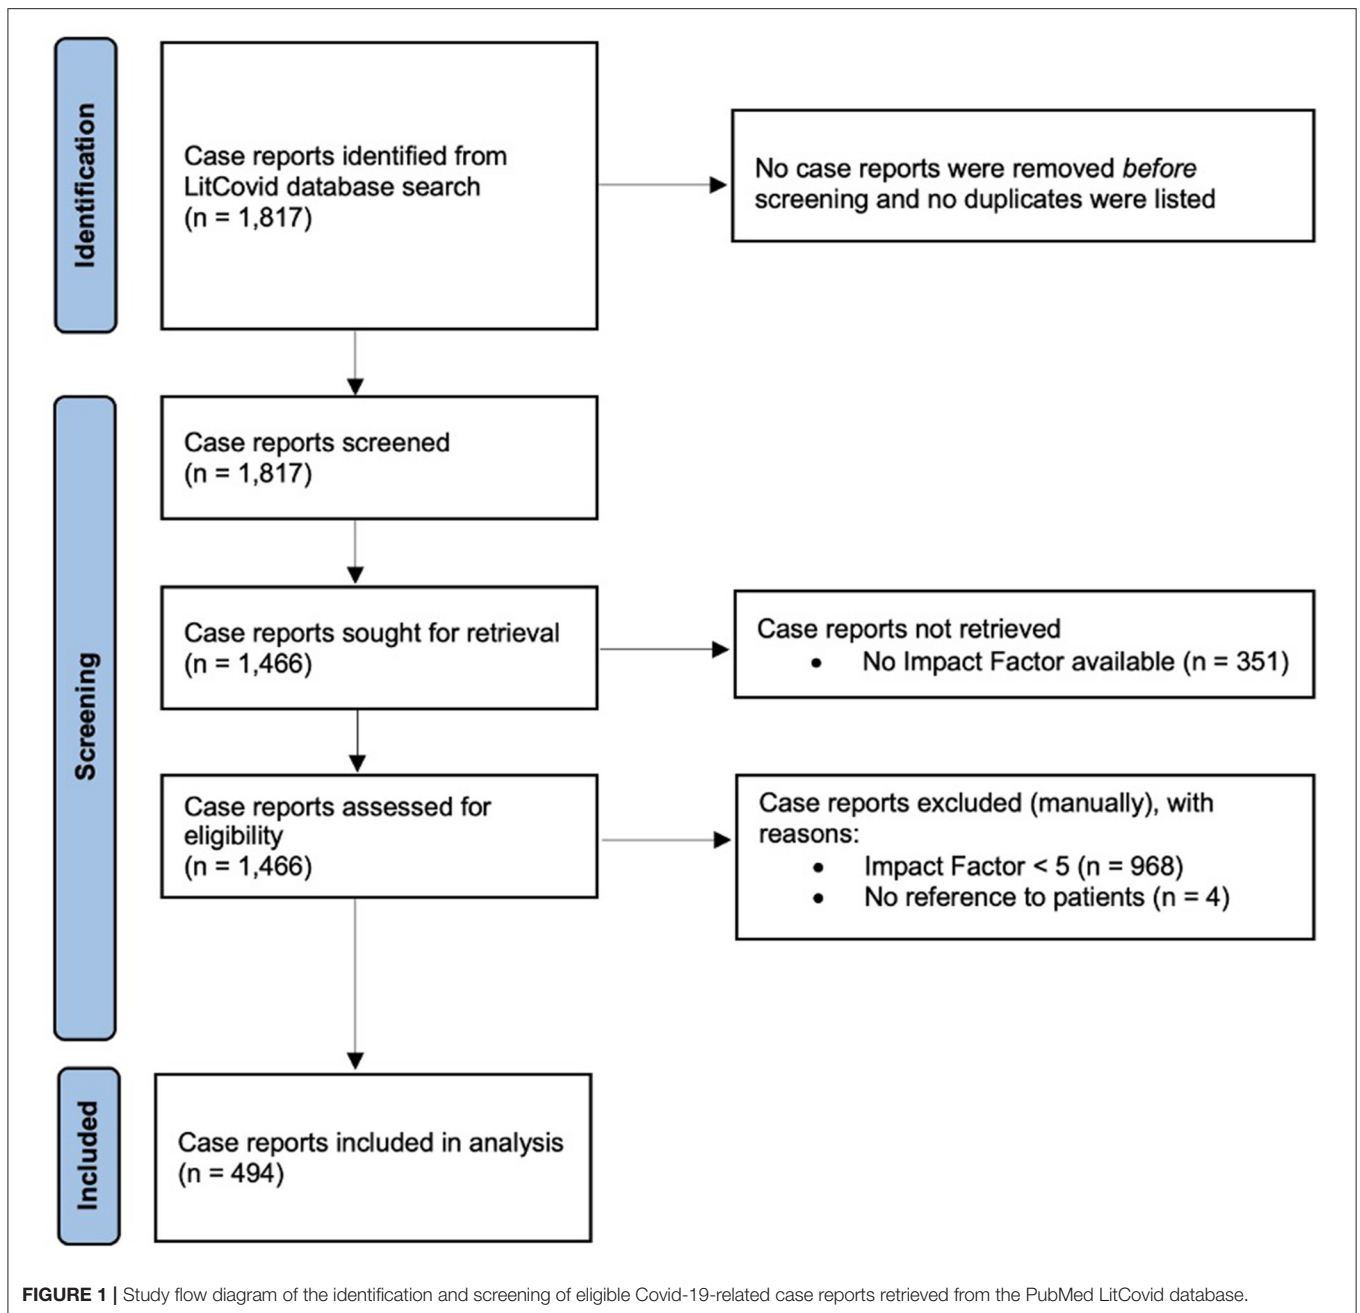 Identification
Case reports identified from
LitCovid database search
(n = 1,817)
No case reports were removed before
screening and no duplicates were listed
Screening
Case reports screened
(n = 1,817)
Case reports sought for retrieval
(n = 1,466)
Case reports not retrieved
• No Impact Factor available (n = 351)
Case reports assessed for
eligibility
(n = 1,466)
Case reports excluded (manually), with
reasons:
• Impact Factor < 5 (n = 968)
• No reference to patients (n = 4)
Included
Case reports included in analysis
(n = 494)
FIGURE 1 | Study flow diagram of the identification and screening of eligible Covid-19-related case reports retrieved from the PubMed LitCovid database.